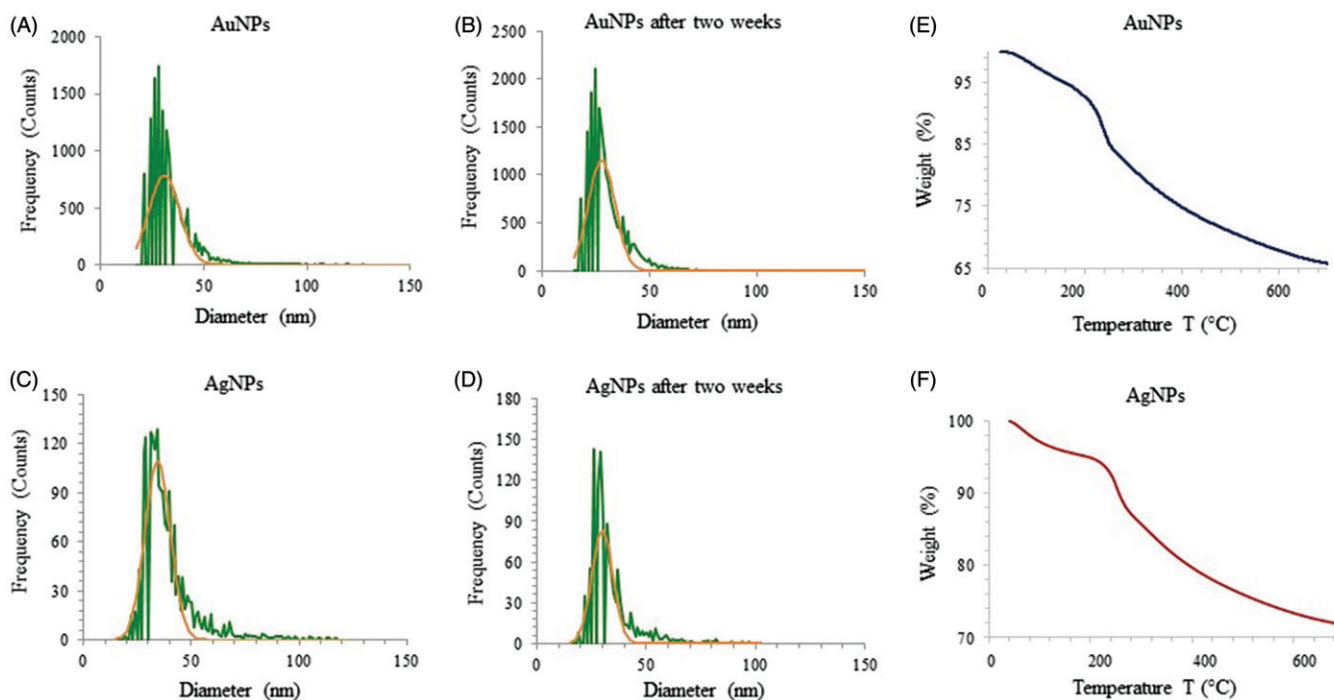 (A)
AuNPs
2000
1500
1000
500
0
0 50 100 150
Frequency (Counts)
Diameter (nm)
(B)
AuNPs after two weeks
2500
2000
1500
1000
500
0
0 50 100 150
Frequency (Counts)
Diameter (nm)
(E)
AuNPs
95
85
75
65
0 200 400 600
Weight (%)
Temperature T (°C)
(C)
AgNPs
150
120
90
60
30
0
0 50 100 150
Frequency (Counts)
Diameter (nm)
(D)
AgNPs after two weeks
180
150
120
90
60
30
0
0 50 100 150
Frequency (Counts)
Diameter (nm)
(F)
AgNPs
100
90
80
70
0 200 400 600
Weight (%)
Temperature T (°C)